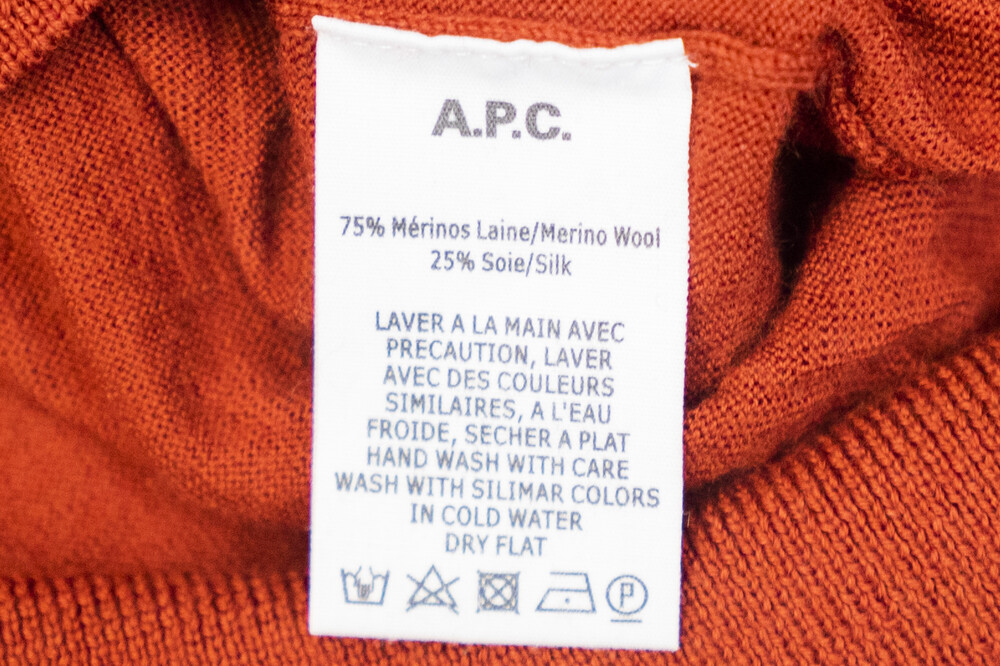 A.P.C.
75% Mérinos Laine/Merino Wool
25% Soie/Silk
LAVER A LA MAIN AVEC
PRECAUTION, LAVER
AVEC DES COULEURS
SIMILAIRES, A L'EAU
FROIDE, SECHER A PLAT
HAND WASH WITH CARE
WASH WITH SILIMAR COLORS
IN COLD WATER
DRY FLAT
P